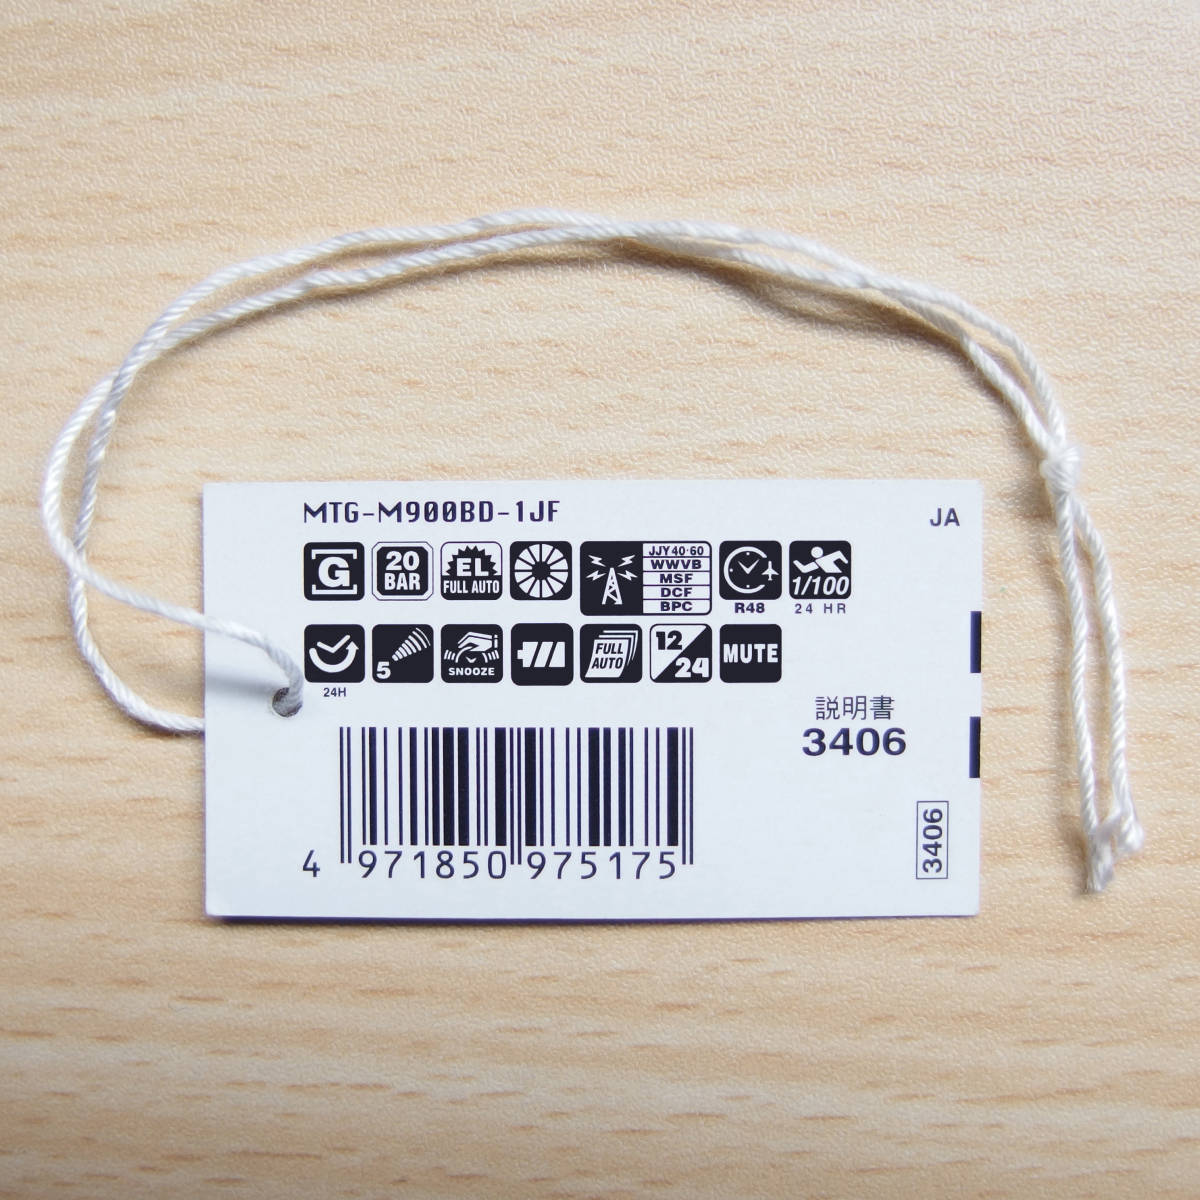 MTG-M900BD-1JF
JA
G
20
BAR
EL
FULL AUTO
JJY40·60
WWVB
MSF
DCF
BPC
R48
1/100
24 HR
24H
5
SNOOZE
FULL
AUTO
12/24
MUTE
説明書
3406
3406
4 971850 975175